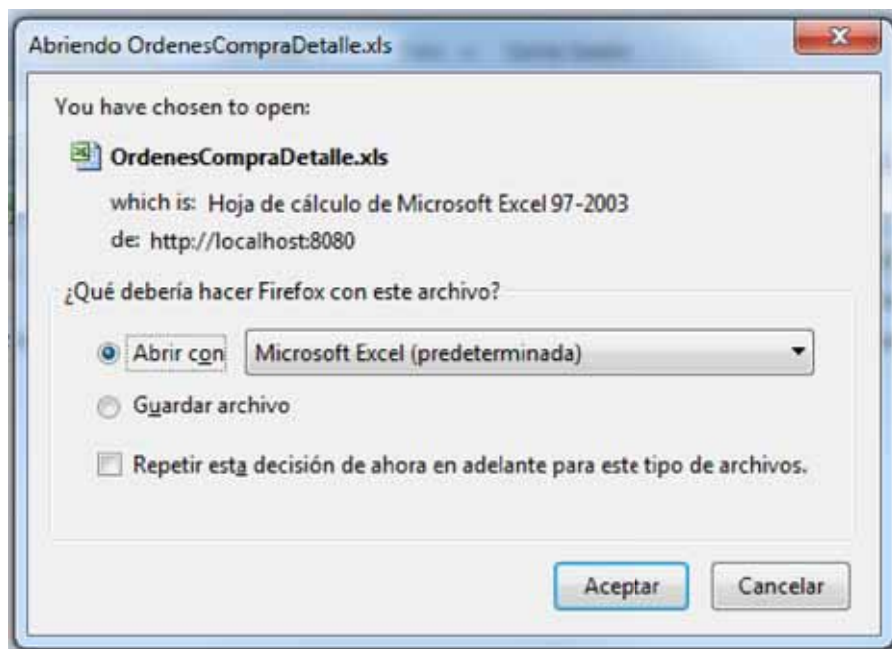 Abriendo OrdenesCompraDetalle.xls
You have chosen to open:
OrdenesCompraDetalle.xls
which is: Hoja de cálculo de Microsoft Excel 97-2003
de: http://localhost:8080
¿Qué debería hacer Firefox con este archivo?
Abrir con Microsoft Excel (predeterminada)
Guardar archivo
Repetir esta decisión de ahora en adelante para este tipo de archivos.
Aceptar Cancelar